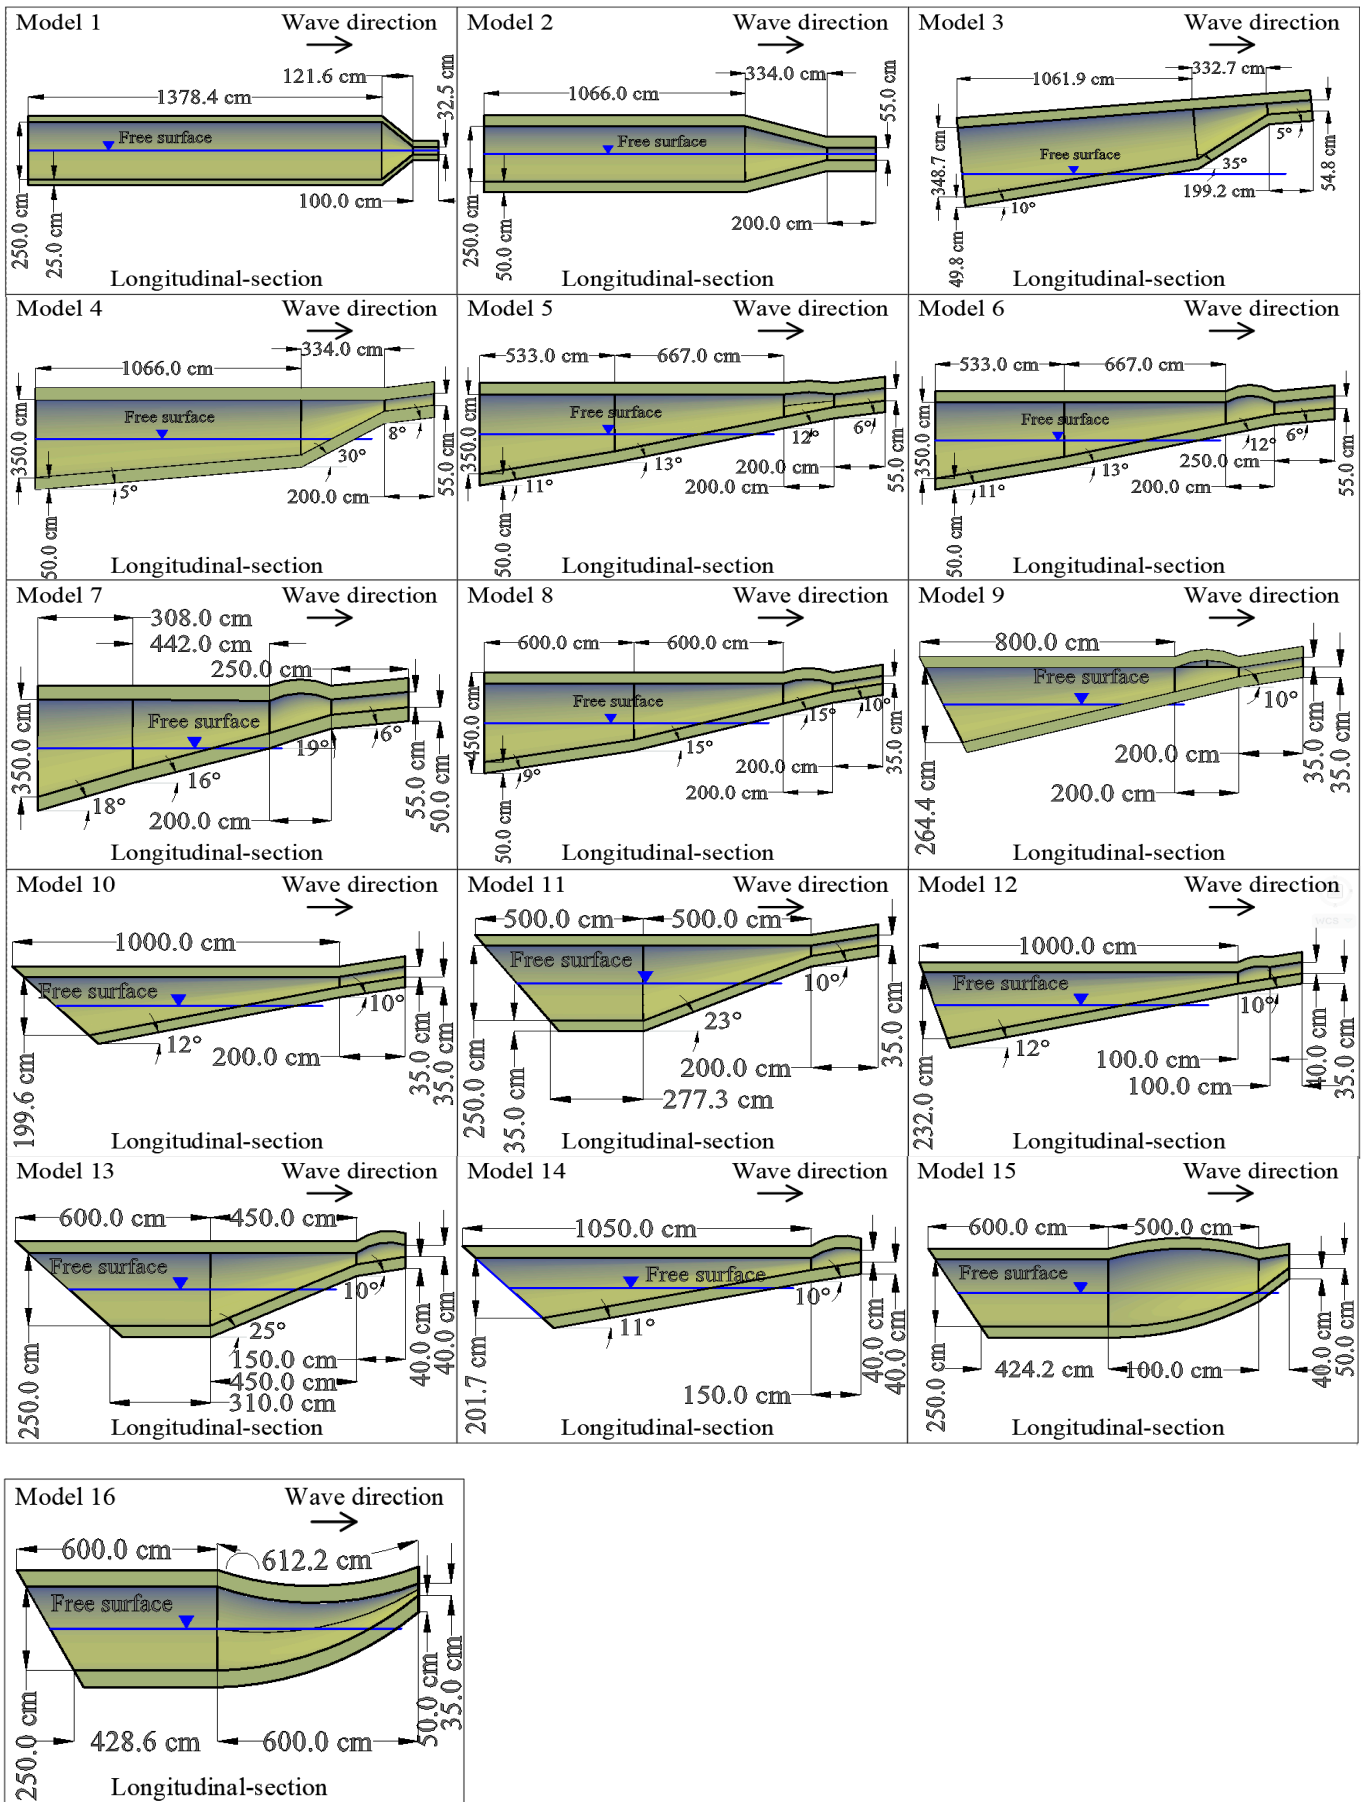 Model 1 Wave direction
121.6 cm
1378.4 cm
32.5 cm
Free surface
250.0 cm
25.0 cm
100.0 cm
Longitudinal-section
Model 2 Wave direction
334.0 cm
1066.0 cm
55.0 cm
Free surface
250.0 cm
50.0 cm
200.0 cm
Longitudinal-section
Model 3 Wave direction
332.7 cm
1061.9 cm
348.7 cm
Free surface
5°
35°
54.8 cm
199.2 cm
10°
49.8 cm
Longitudinal-section
Model 4 Wave direction
334.0 cm
1066.0 cm
Free surface
350.0 cm
8°
30°
5°
55.0 cm
200.0 cm
50.0 cm
Longitudinal-section
Model 5 Wave direction
533.0 cm 667.0 cm
Free surface
350.0 cm
12° 6°
13°
11°
200.0 cm
200.0 cm
55.0 cm
50.0 cm
Longitudinal-section
Model 6 Wave direction
533.0 cm 667.0 cm
Free surface
350.0 cm
12° 6°
13°
11°
250.0 cm
200.0 cm
55.0 cm
50.0 cm
Longitudinal-section
Model 7 Wave direction
308.0 cm
442.0 cm
250.0 cm
Free surface
350.0 cm
19° 6°
16°
18°
55.0 cm
50.0 cm
200.0 cm
Longitudinal-section
Model 8 Wave direction
600.0 cm 600.0 cm
Free surface
450.0 cm
15° 10°
15°
9°
35.0 cm
200.0 cm
200.0 cm
50.0 cm
Longitudinal-section
Model 9 Wave direction
800.0 cm
Free surface
10°
200.0 cm
200.0 cm
35.0 cm
35.0 cm
264.4 cm
Longitudinal-section
Model 10 Wave direction
1000.0 cm
Free surface
10°
12°
200.0 cm
35.0 cm
35.0 cm
199.6 cm
Longitudinal-section
Model 11 Wave direction
500.0 cm 500.0 cm
Free surface
10°
23°
200.0 cm
277.3 cm
35.0 cm
250.0 cm
35.0 cm
Longitudinal-section
Model 12 Wave direction
WCS
1000.0 cm
Free surface
10°
12°
100.0 cm
100.0 cm
40.0 cm
35.0 cm
232.0 cm
Longitudinal-section
Model 13 Wave direction
600.0 cm 450.0 cm
Free surface
10°
25°
150.0 cm
450.0 cm
310.0 cm
40.0 cm
40.0 cm
250.0 cm
Longitudinal-section
Model 14 Wave direction
1050.0 cm
Free surface
10°
11°
150.0 cm
40.0 cm
40.0 cm
201.7 cm
Longitudinal-section
Model 15 Wave direction
600.0 cm 500.0 cm
Free surface
424.2 cm 100.0 cm
40.0 cm
50.0 cm
250.0 cm
Longitudinal-section
Model 16 Wave direction
600.0 cm 612.2 cm
Free surface
428.6 cm 600.0 cm
50.0 cm
35.0 cm
250.0 cm
Longitudinal-section